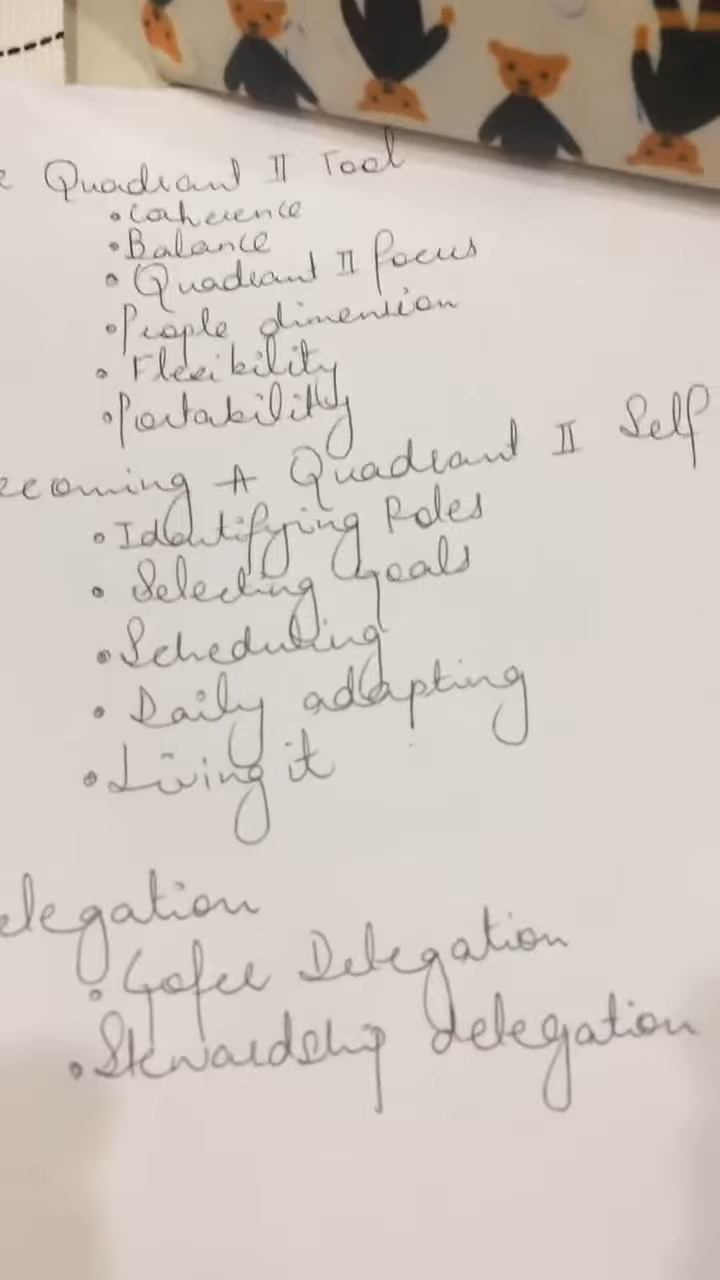 e Quadrant II Tool
• Coherence
• Balance
• Quadrant II focus
• People dimension
• Flexibility
• Portability
ecoming A Quadrant II Self
• Identifying Roles
• Selecting Goals
• Scheduling
• Daily adapting
• Living it
elegation
• Gofer Delegation
• Stewardship delegation